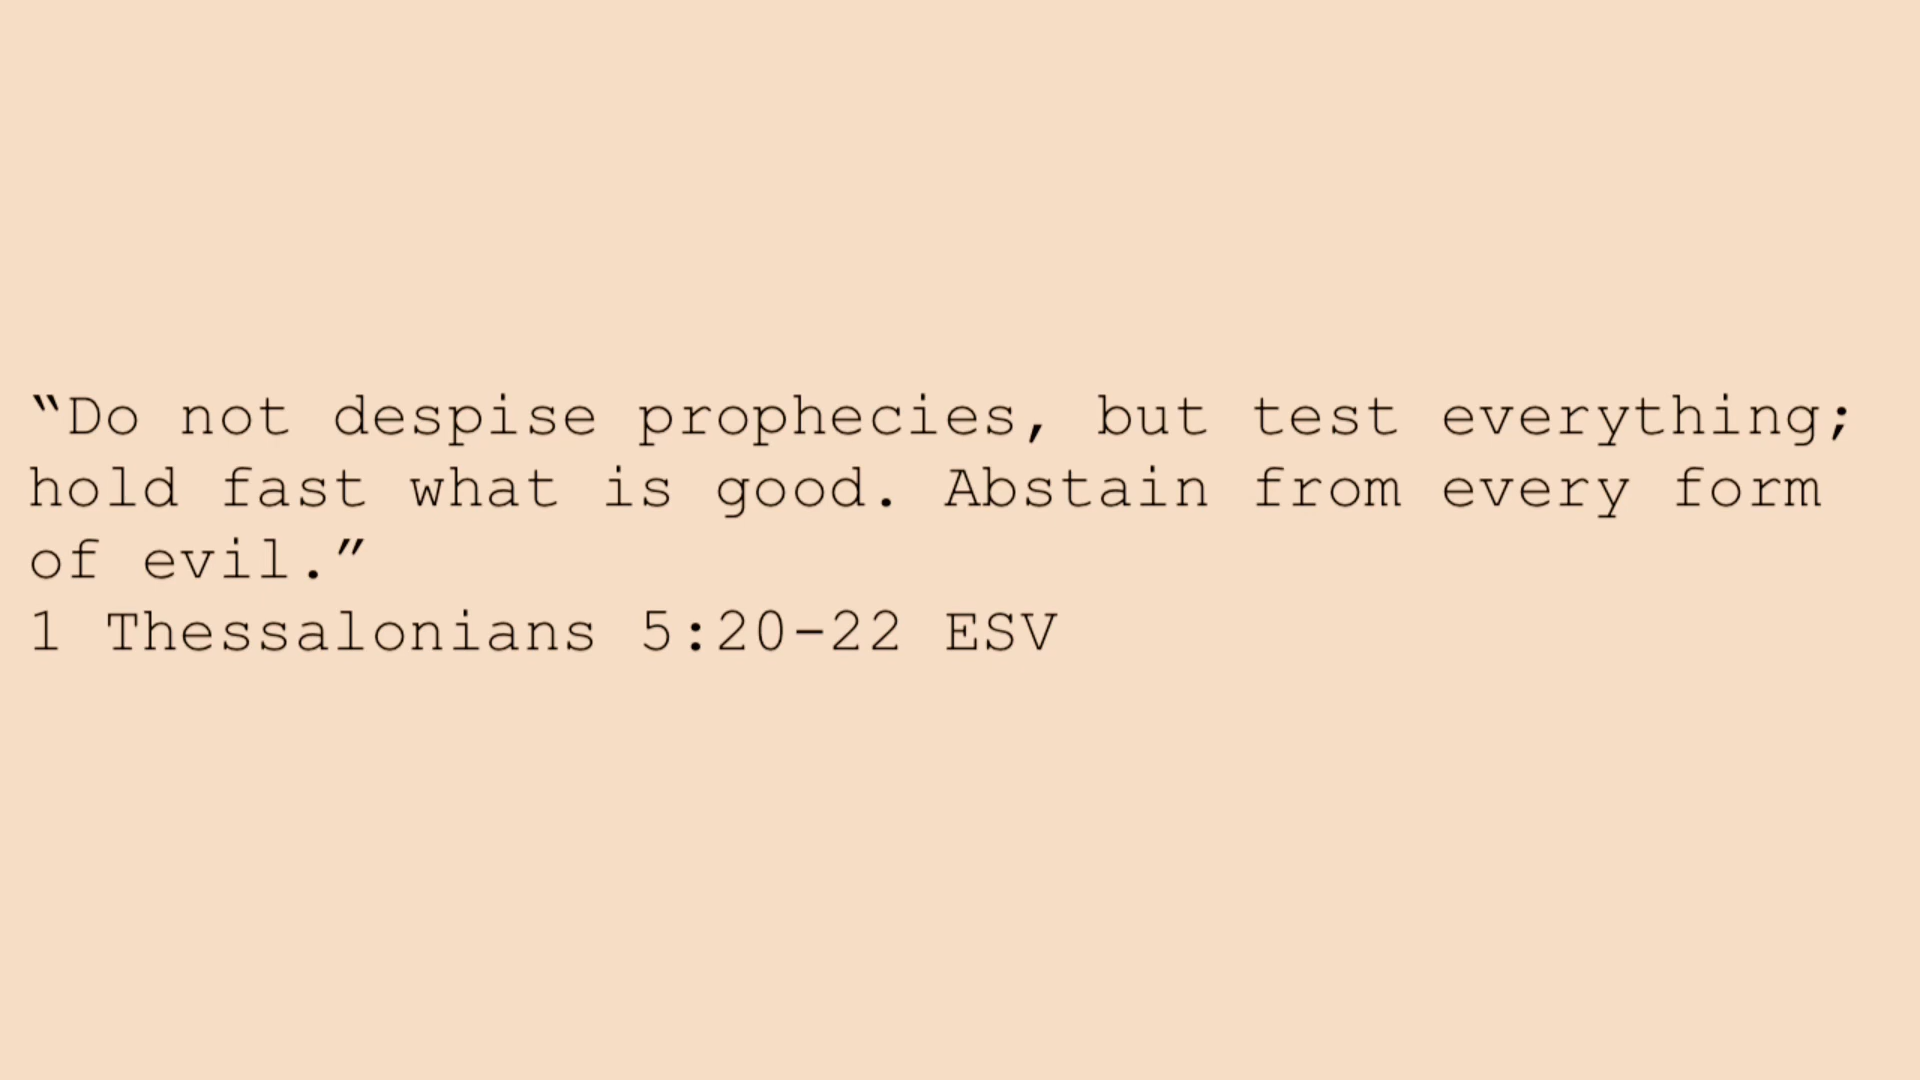 “Do not despise prophecies, but test everything;
hold fast what is good. Abstain from every form
of evil.”
1 Thessalonians 5:20-22 ESV